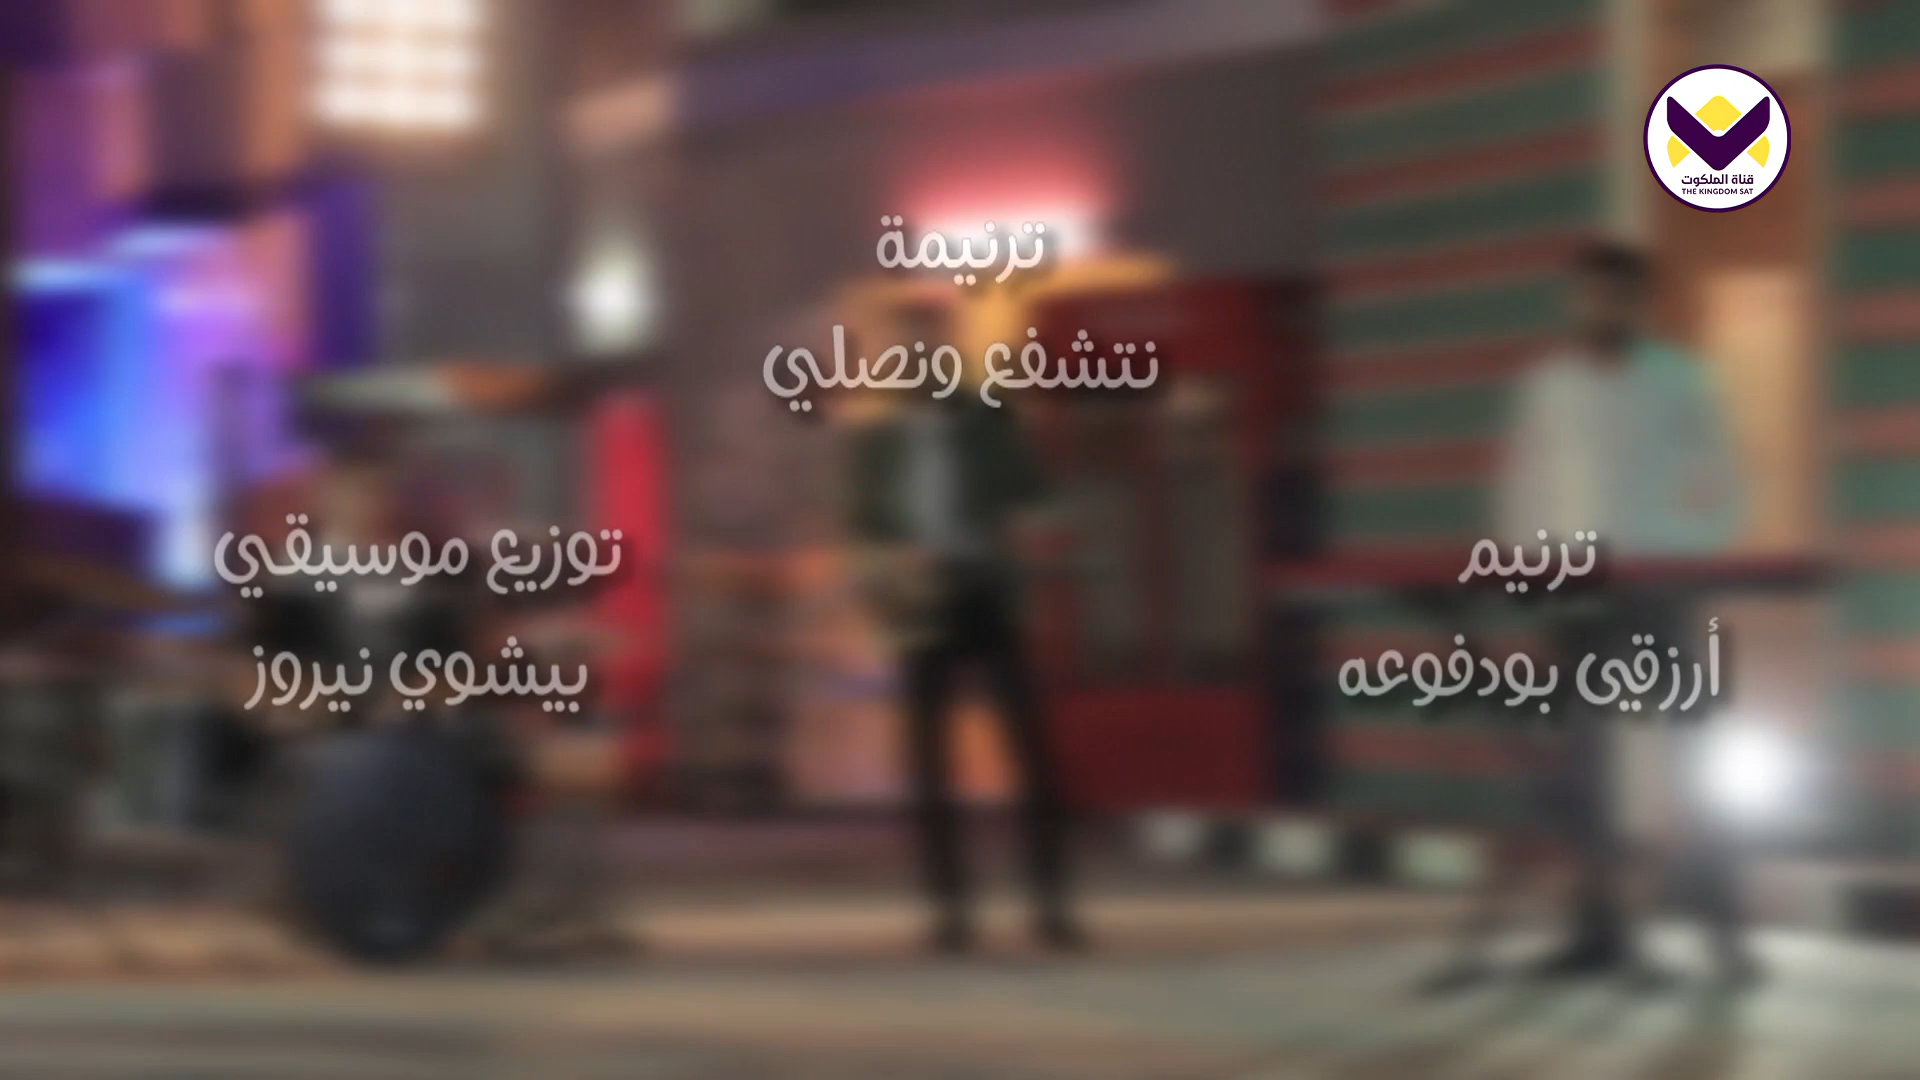 قناة الملكوت
THE KINGDOM SAT
ترنيمة
نتشفع ونصلي
ترنيم
أرزقي بودفوعه
توزيع موسيقي
بيشوي نيروز